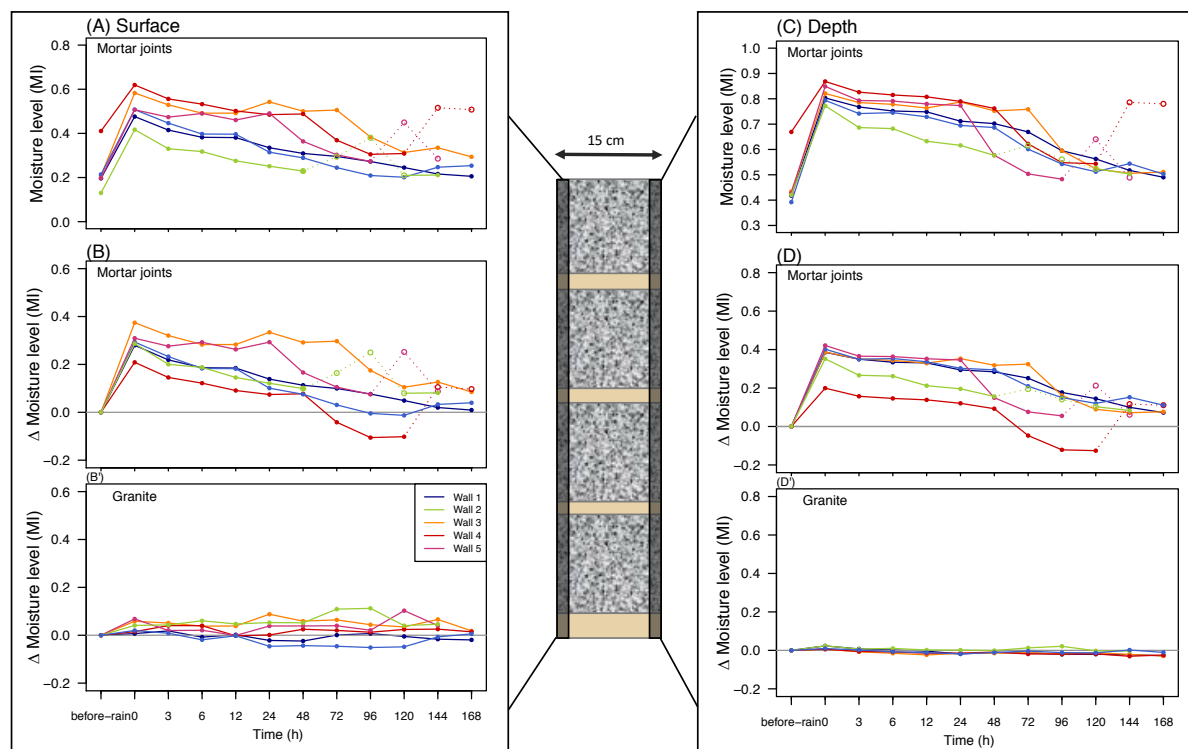 (A) Surface
Mortar joints
Moisture level (MI)
0.8
0.6
0.4
0.2
0.0
(B)
Mortar joints
Δ Moisture level (MI)
0.6
0.4
0.2
0.0
−0.2
(B')
Granite
Δ Moisture level (MI)
0.6
0.4
0.2
0.0
−0.2
Wall 1
Wall 2
Wall 3
Wall 4
Wall 5
before−rain 0 3 6 12 24 48 72 96 120 144 168
Time (h)
15 cm
(C) Depth
Mortar joints
Moisture level (MI)
1.0
0.9
0.8
0.7
0.6
0.5
0.4
0.3
(D)
Mortar joints
Δ Moisture level (MI)
0.8
0.6
0.4
0.2
0.0
−0.2
(D')
Granite
Δ Moisture level (MI)
0.8
0.6
0.4
0.2
0.0
−0.2
before−rain 0 3 6 12 24 48 72 96 120 144 168
Time (h)